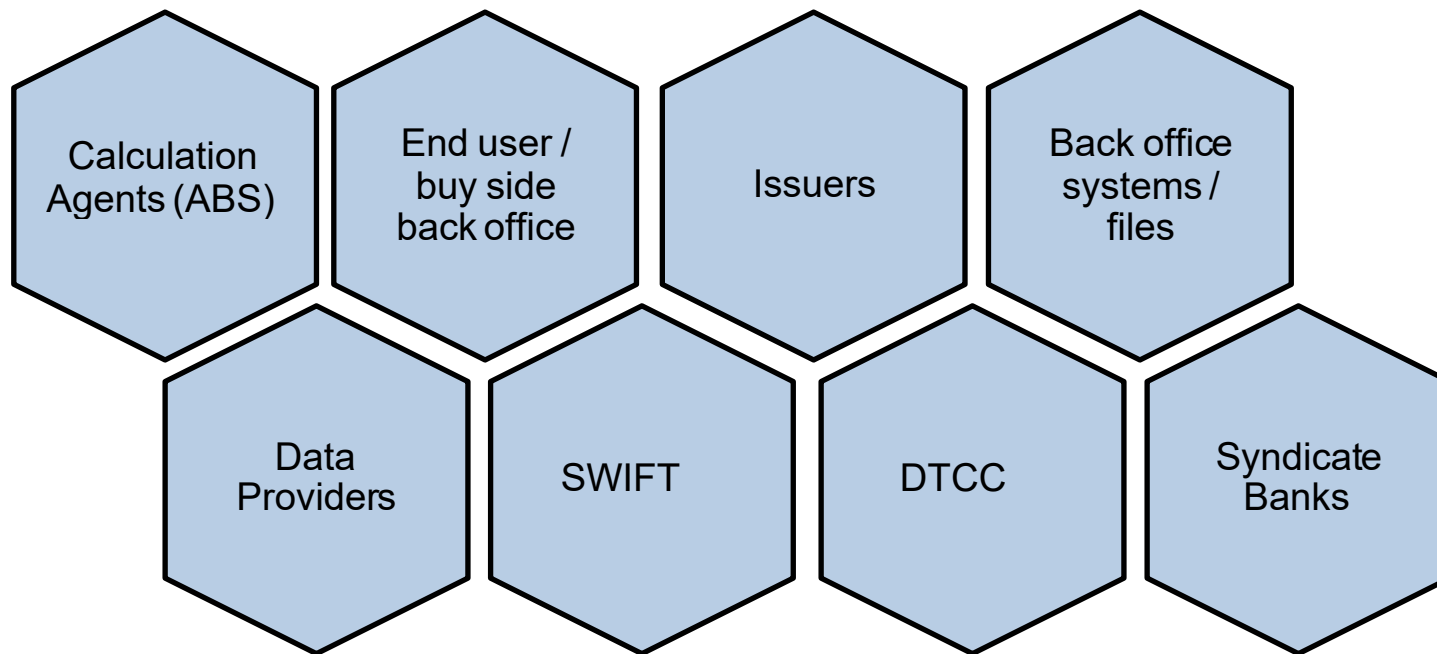 Calculation
Agents (ABS)
End user /
buy side
back office
Issuers
Back office
systems /
files
Data
Providers
SWIFT
DTCC
Syndicate
Banks